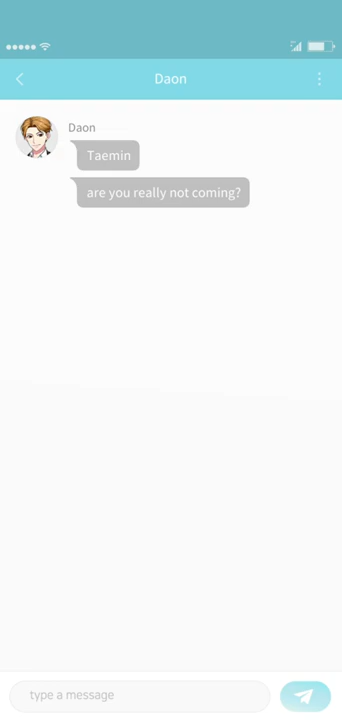 Daon
Daon
Taemin
are you really not coming?
type a message